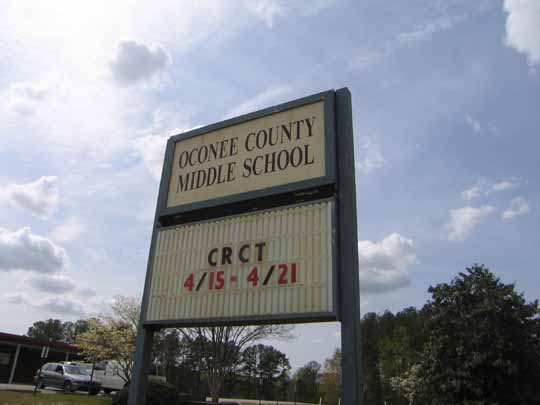 OCONEE COUNTY
MIDDLE SCHOOL
CRCT
4/15 - 4/21